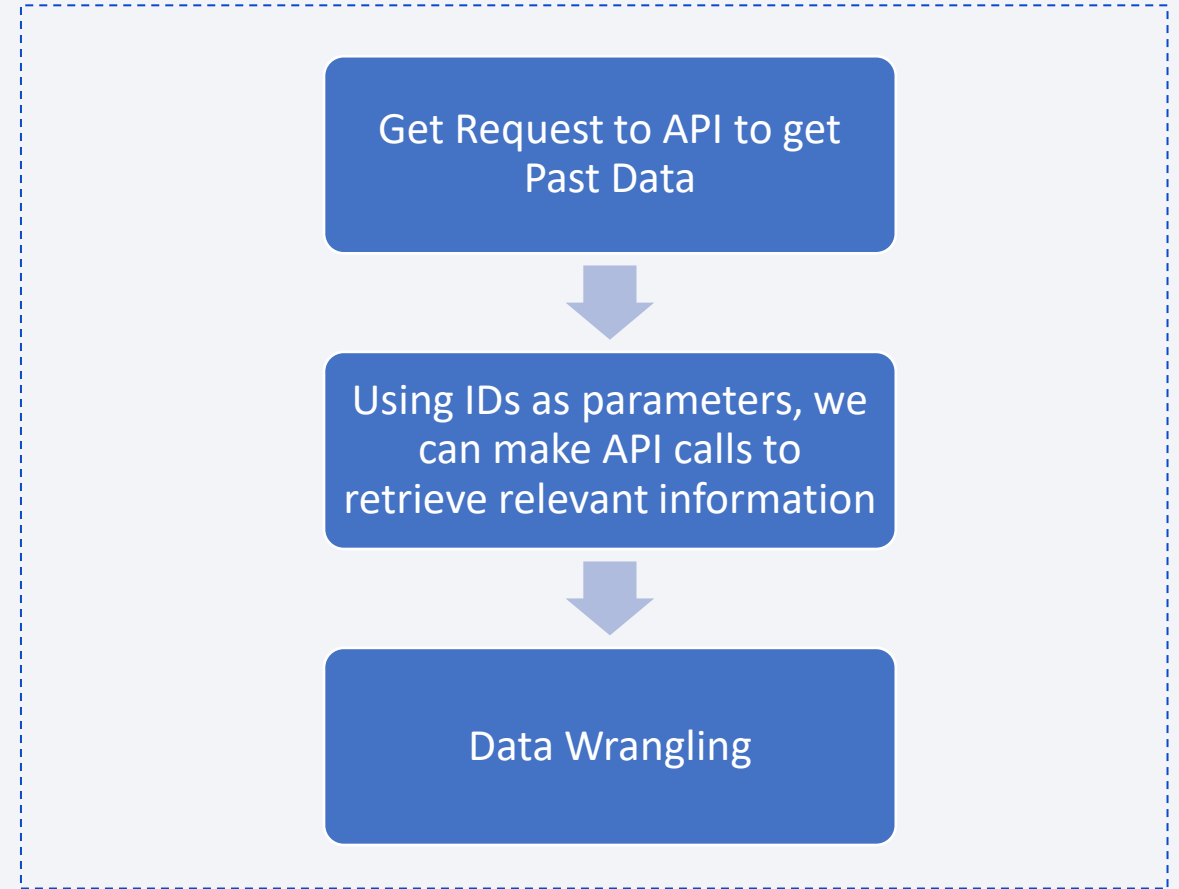 Get Request to API to get
Past Data
Using IDs as parameters, we
can make API calls to
retrieve relevant information
Data Wrangling